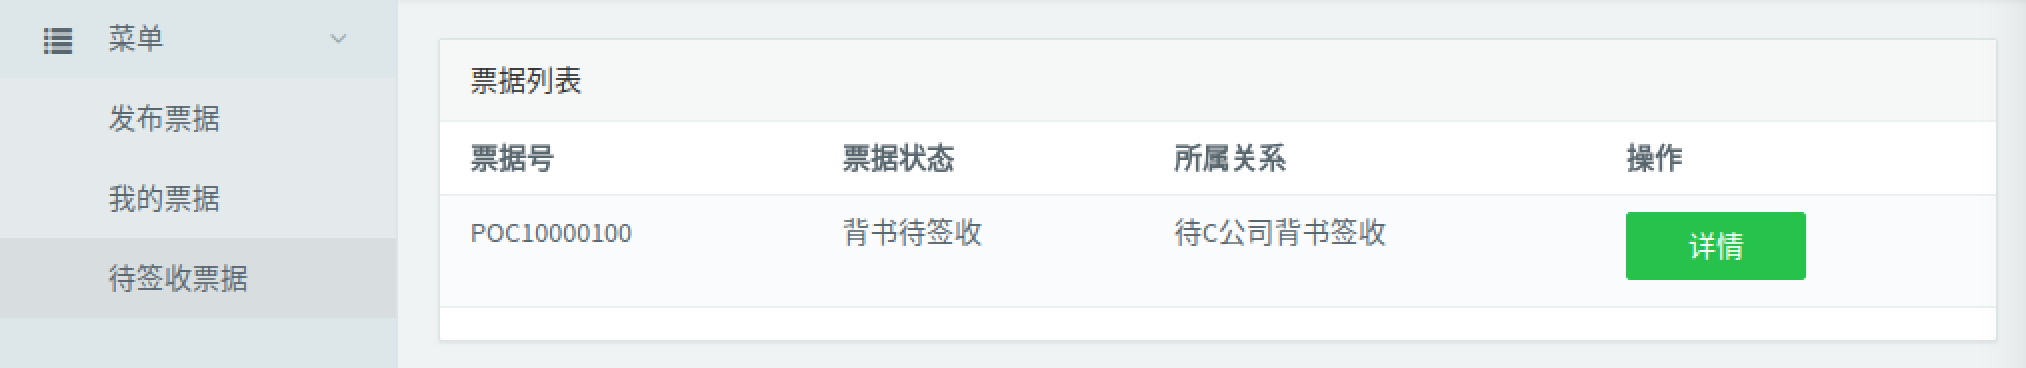 菜单
发布票据
我的票据
待签收票据
票据列表
票据号 票据状态 所属关系 操作
POC10000100 背书待签收 待C公司背书签收 详情